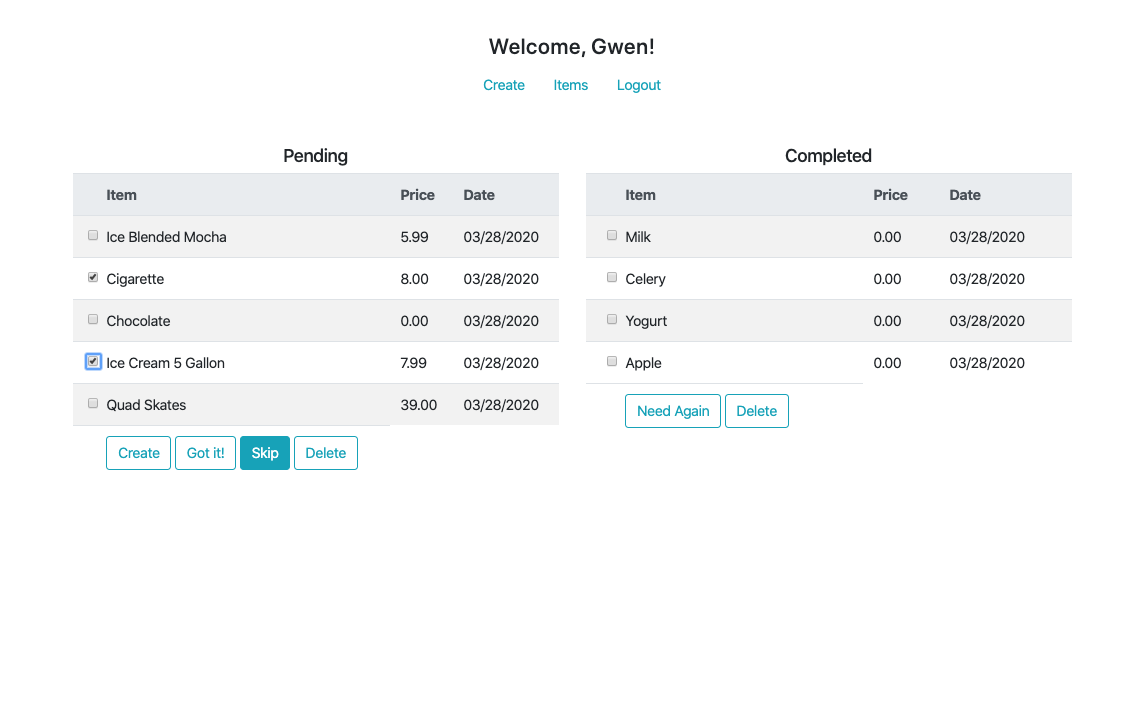 Welcome, Gwen!
Create Items Logout
Pending
Item Price Date
Ice Blended Mocha 5.99 03/28/2020
Cigarette 8.00 03/28/2020
Chocolate 0.00 03/28/2020
Ice Cream 5 Gallon 7.99 03/28/2020
Quad Skates 39.00 03/28/2020
Create Got it! Skip Delete
Completed
Item Price Date
Milk 0.00 03/28/2020
Celery 0.00 03/28/2020
Yogurt 0.00 03/28/2020
Apple 0.00 03/28/2020
Need Again Delete